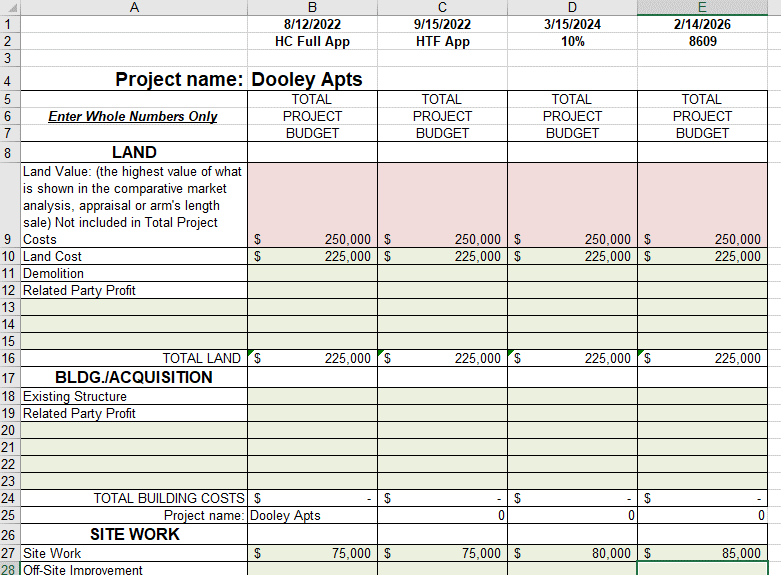 A B C D E
1 8/12/2022 9/15/2022 3/15/2024 2/14/2026
2 HC Full App HTF App 10% 8609
3
4 Project name: Dooley Apts
5 TOTAL TOTAL TOTAL TOTAL
6 Enter Whole Numbers Only PROJECT PROJECT PROJECT PROJECT
7 BUDGET BUDGET BUDGET BUDGET
8 LAND
Land Value: (the highest value of what
is shown in the comparative market
analysis, appraisal or arm's length
sale) Not included in Total Project
9 Costs $ 250,000 $ 250,000 $ 250,000 $ 250,000
10 Land Cost $ 225,000 $ 225,000 $ 225,000 $ 225,000
11 Demolition
12 Related Party Profit
13
14
15
16 TOTAL LAND $ 225,000 $ 225,000 $ 225,000 $ 225,000
17 BLDG./ACQUISITION
18 Existing Structure
19 Related Party Profit
20
21
22
23
24 TOTAL BUILDING COSTS $ - $ - $ - $ -
25 Project name: Dooley Apts 0 0 0
26 SITE WORK
27 Site Work $ 75,000 $ 75,000 $ 80,000 $ 85,000
28 Off-Site Improvement